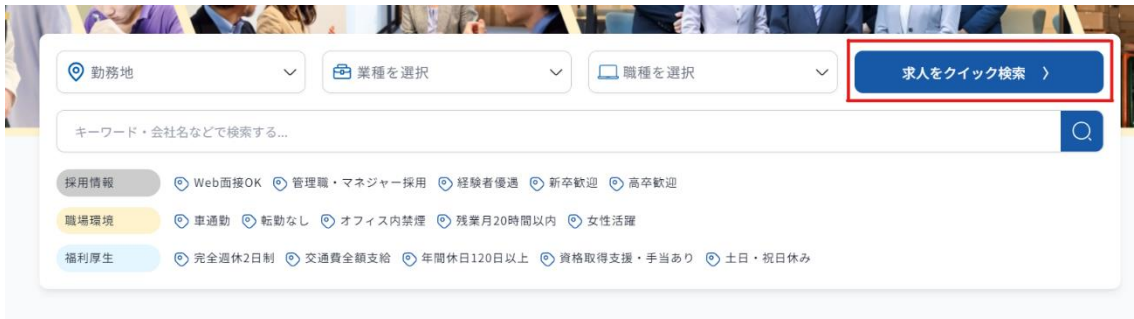 勤務地 業種を選択 職種を選択 求人をクイック検索 〉
キーワード・会社名などで検索する...
採用情報 Web面接OK 管理職・マネジャー採用 経験者優遇 新卒歓迎 高卒歓迎
職場環境 車通勤 転勤なし オフィス内禁煙 残業月20時間以内 女性活躍
福利厚生 完全週休2日制 交通費全額支給 年間休日120日以上 資格取得支援・手当あり 土日・祝日休み